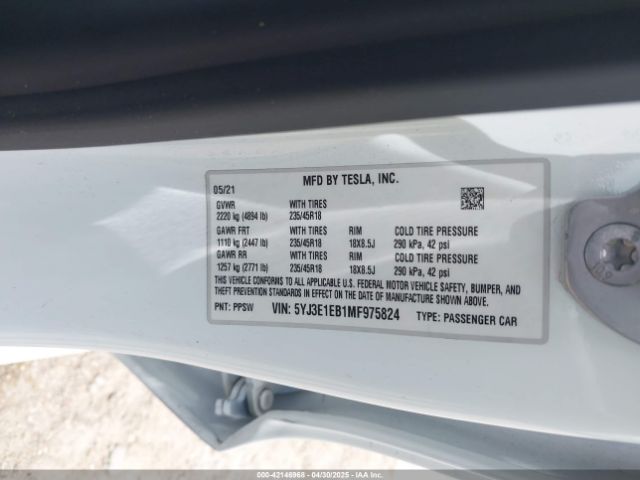 MFD BY TESLA, INC.
05/21
GVWR WITH TIRES
2220 kg (4894 lb) 235/45R18
GAWR FRT WITH TIRES RIM COLD TIRE PRESSURE
1110 kg (2447 lb) 235/45R18 18X8.5J 290 kPa, 42 psi
GAWR RR WITH TIRES RIM COLD TIRE PRESSURE
1257 kg (2771 lb) 235/45R18 18X8.5J 290 kPa, 42 psi
THIS VEHICLE CONFORMS TO ALL APPLICABLE U.S. FEDERAL MOTOR VEHICLE SAFETY, BUMPER, AND
THEFT PREVENTION STANDARDS IN EFFECT ON THE DATE OF MANUFACTURE SHOWN ABOVE.
PNT: PPSW VIN: 5YJ3E1EB1MF975824 TYPE: PASSENGER CAR
000-42146968 - 04/30/2025 - IAAI.COM